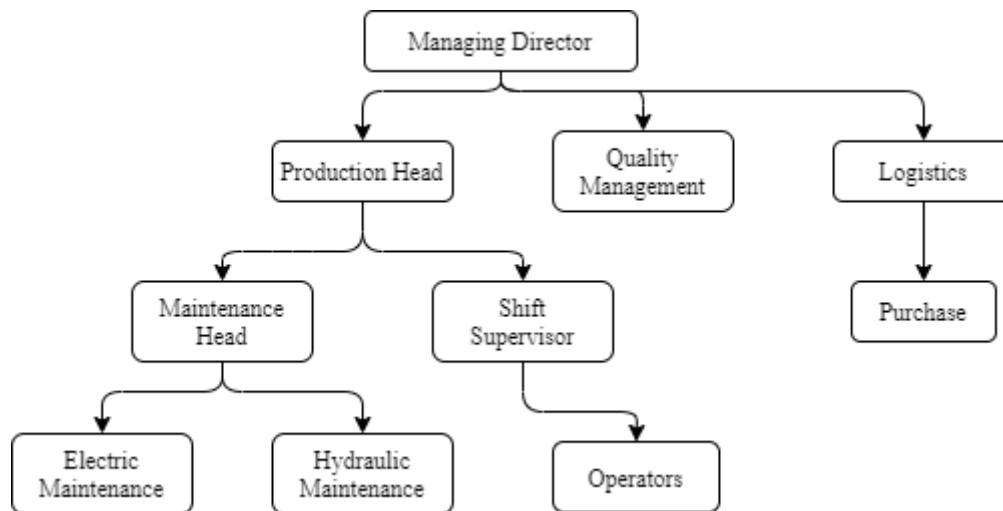 Managing Director
Production Head
Quality
Management
Logistics
Maintenance
Head
Shift
Supervisor
Purchase
Electric
Maintenance
Hydraulic
Maintenance
Operators